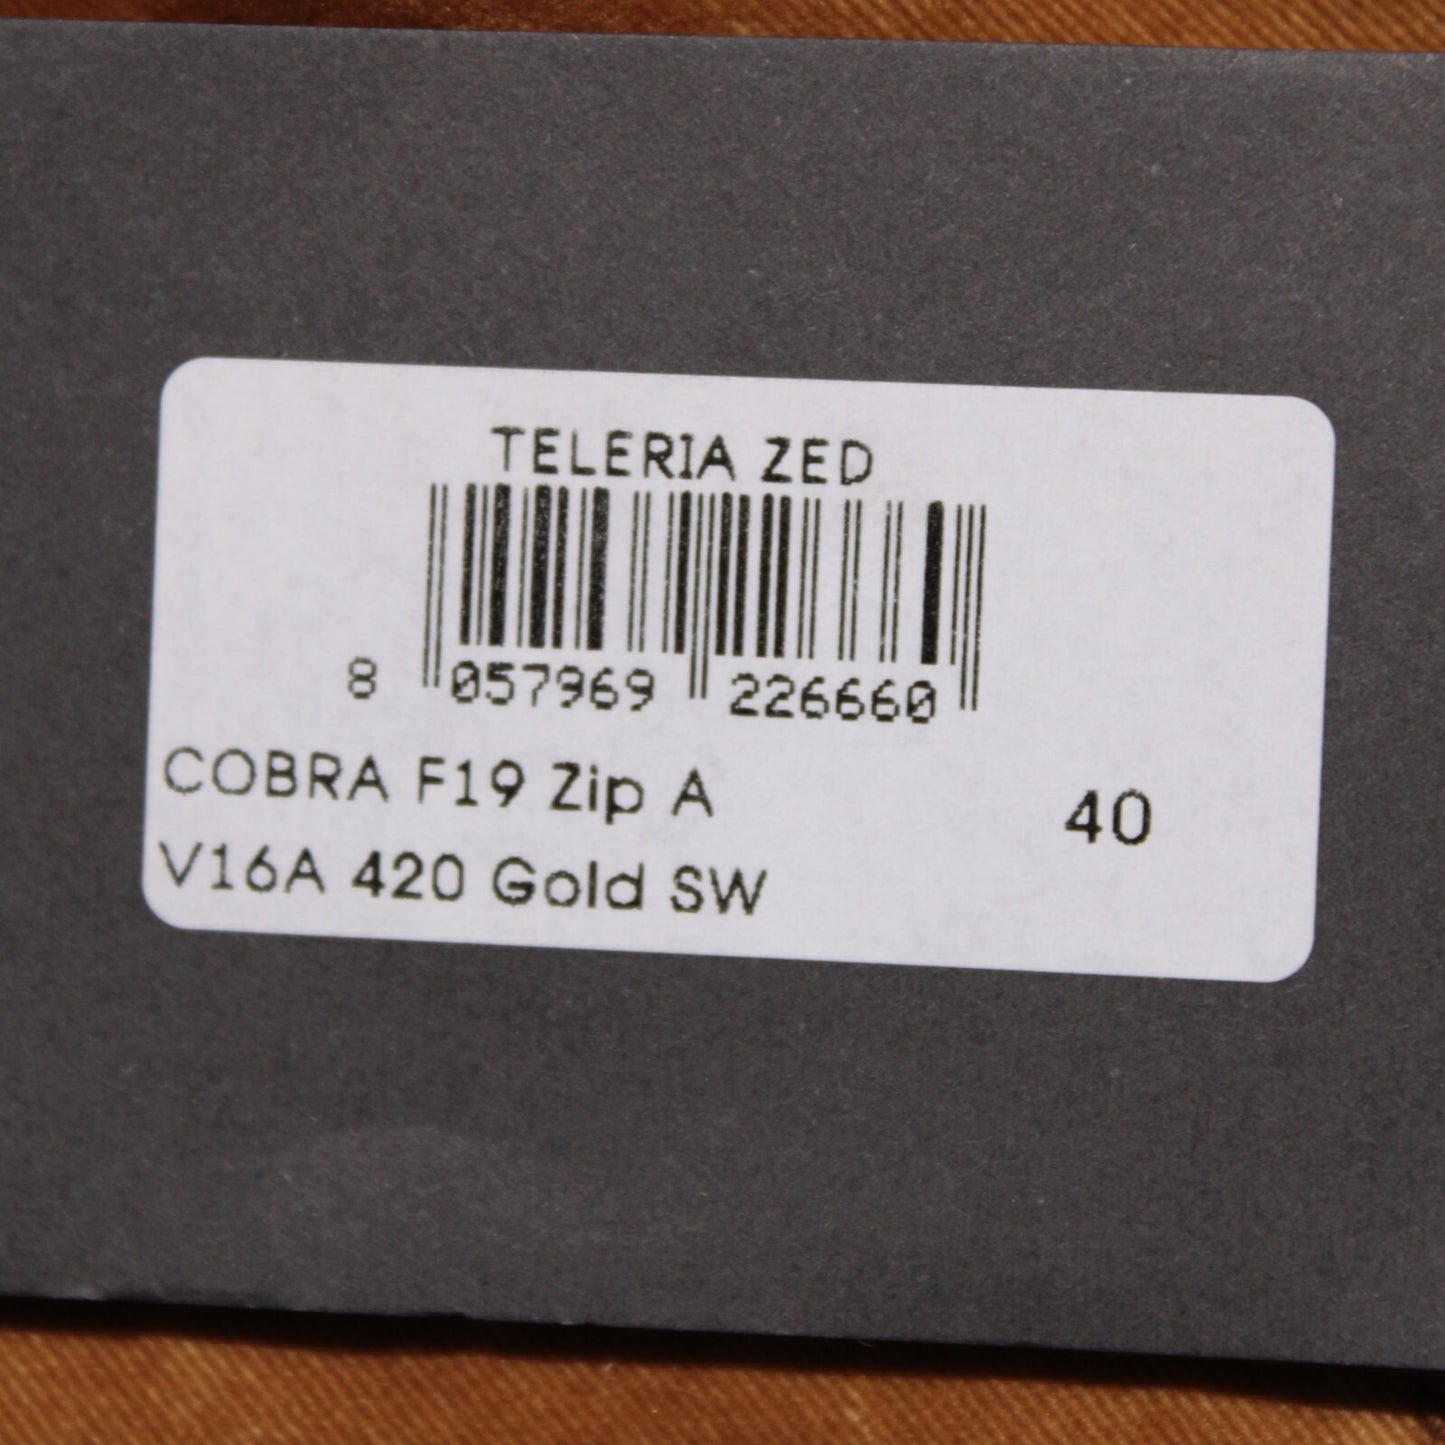 TELERIA ZED
8 057969 226660
COBRA F19 Zip A
40
V16A 420 Gold SW